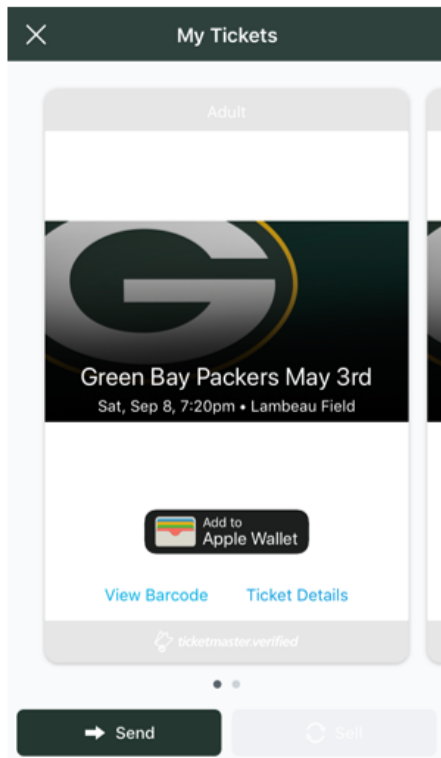 My Tickets
Adult
Green Bay Packers May 3rd
Sat, Sep 8, 7:20pm • Lambeau Field
Add to
Apple Wallet
View Barcode Ticket Details
ticketmaster.verified
Send Sell